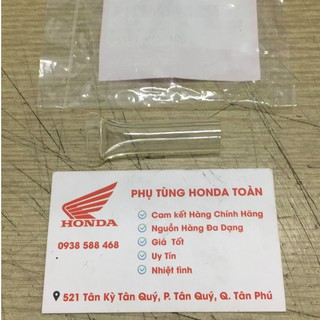 PHỤ TÙNG HONDA TOÀN
HONDA
0938 588 468
Cam kết Hàng Chính Hãng
Nguồn Hàng Đa Dạng
Giá Tốt
Uy Tín
Nhiệt tình
521 Tân Kỳ Tân Quý, P. Tân Quý, Q. Tân Phú